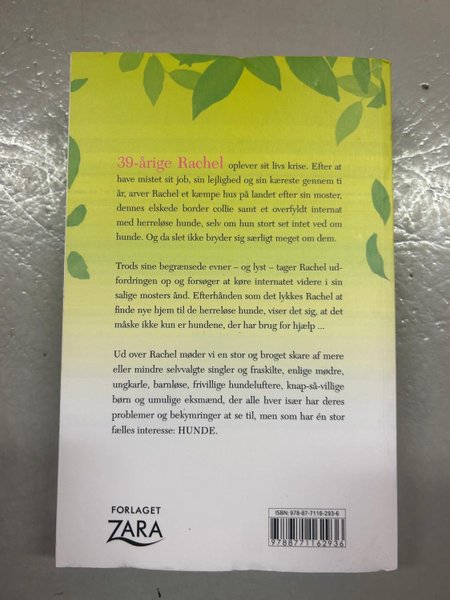 39-årige Rachel oplever sit livs krise. Efter at
have mistet sit job, sin lejlighed og sin kæreste gennem ti
år, arver Rachel et kæmpe hus på landet efter sin moster,
dennes elskede border collie samt et overfyldt internat
med herreløse hunde, selv om hun stort set intet ved om
hunde. Og da slet ikke bryder sig særligt meget om dem.
Trods sine begrænsede evner – og lyst – tager Rachel ud-
fordringen op og forsøger at køre internatet videre i sin
salige mosters ånd. Efterhånden som det lykkes Rachel at
finde nye hjem til de herreløse hunde, viser det sig, at det
måske ikke kun er hundene, der har brug for hjælp ...
Ud over Rachel møder vi en stor og broget skare af mere
eller mindre selvvalgte singler og fraskilte, enlige mødre,
ungkarle, barnløse, frivillige hundeluftere, knap-så-villige
børn og umulige eksmænd, der alle hver især har deres
problemer og bekymringer at se til, men som har én stor
fælles interesse: HUNDE.
FORLAGET
ZARA
ISBN: 978-87-7116-293-6
9788771162936